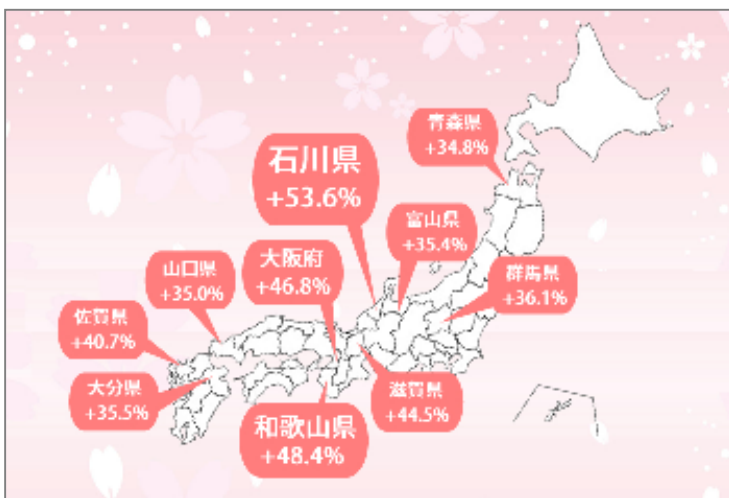 青森県
+34.8%
石川県
+53.6%
富山県
+35.4%
大阪府
+46.8%
群馬県
+36.1%
山口県
+35.0%
佐賀県
+40.7%
大分県
+35.5%
滋賀県
+44.5%
和歌山県
+48.4%